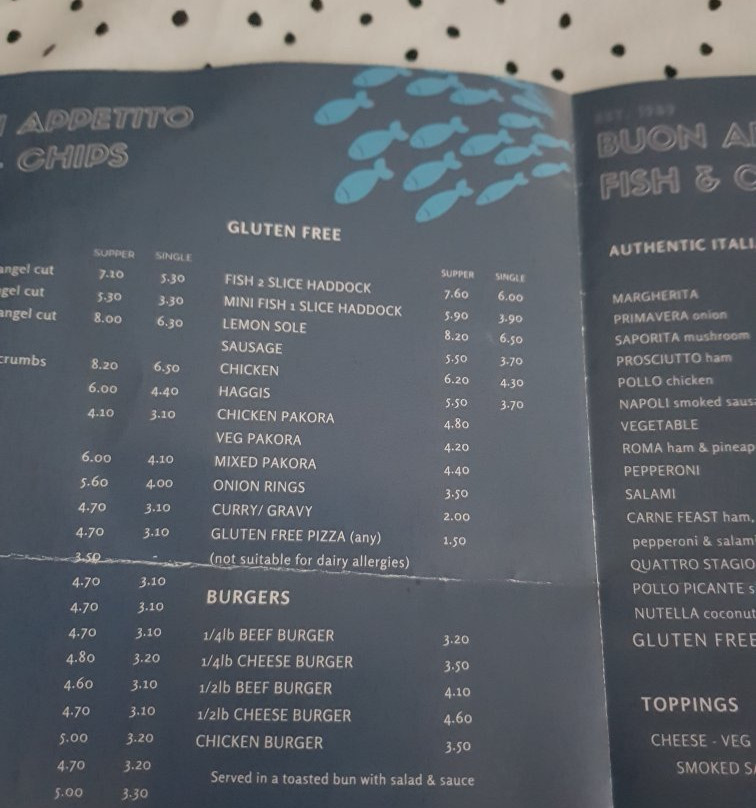 APPETITO
CHIPS
SUPPER SINGLE
angel cut 7.10 5.30
gel cut 5.30 3.30
angel cut 8.00 6.30
crumbs 8.20 6.50
6.00 4.40
4.10 3.10
6.00 4.10
5.60 4.00
4.70 3.10
4.70 3.10
3.50 -
4.70 3.10
4.70 3.10
4.70 3.10
4.80 3.20
4.60 3.10
4.70 3.10
5.00 3.20
4.70 3.20
5.00 3.30
GLUTEN FREE
SUPPER SINGLE
FISH 2 SLICE HADDOCK 7.60 6.00
MINI FISH 1 SLICE HADDOCK 5.90 3.90
LEMON SOLE 8.20 6.50
SAUSAGE 5.50 3.70
CHICKEN 6.20 4.30
HAGGIS 5.50 3.70
CHICKEN PAKORA 4.80
VEG PAKORA 4.20
MIXED PAKORA 4.40
ONION RINGS 3.50
CURRY/ GRAVY 2.00
GLUTEN FREE PIZZA (any) 1.50
(not suitable for dairy allergies)
BURGERS
1/4lb BEEF BURGER 3.20
1/4lb CHEESE BURGER 3.50
1/2lb BEEF BURGER 4.10
1/2lb CHEESE BURGER 4.60
CHICKEN BURGER 3.50
Served in a toasted bun with salad & sauce
EST. 1989
BUON A
FISH & C
AUTHENTIC ITALI
MARGHERITA
PRIMAVERA onion
SAPORITA mushroom
PROSCIUTTO ham
POLLO chicken
NAPOLI smoked saus
VEGETABLE
ROMA ham & pineap
PEPPERONI
SALAMI
CARNE FEAST ham,
pepperoni & salam
QUATTRO STAGIO
POLLO PICANTE s
NUTELLA coconut
GLUTEN FREE
TOPPINGS
CHEESE - VEG
SMOKED SA